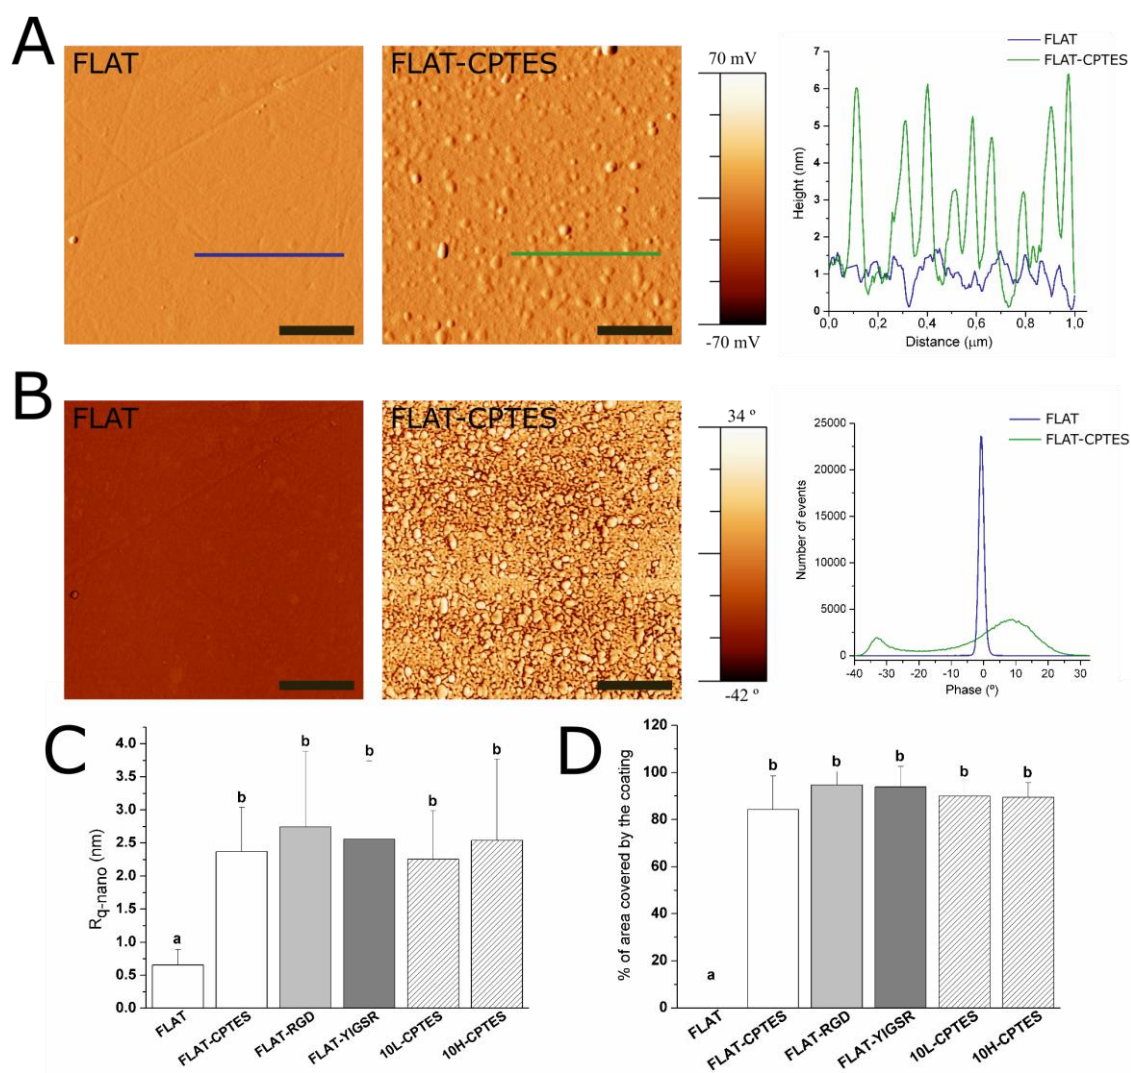 A
FLAT
FLAT-CPTES
70 mV
-70 mV
FLAT
FLAT-CPTES
Height (nm)
7
6
5
4
3
2
1
0
0,0 0,2 0,4 0,6 0,8 1,0
Distance (μm)
B
FLAT
FLAT-CPTES
34 º
-42 º
FLAT
FLAT-CPTES
Number of events
25000
20000
15000
10000
5000
0
-40 -30 -20 -10 0 10 20 30
Phase (º)
C
Rq-nano (nm)
4.0
3.5
3.0
2.5
2.0
1.5
1.0
0.5
0.0
a b b b b b
FLAT FLAT-CPTES FLAT-RGD FLAT-YIGSR 10L-CPTES 10H-CPTES
D
% of area covered by the coating
120
100
80
60
40
20
0
a b b b b b
FLAT FLAT-CPTES FLAT-RGD FLAT-YIGSR 10L-CPTES 10H-CPTES